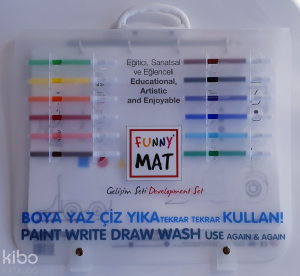 Eğitici, Sanatsal
ve Eğlenceli
Educational,
Artistic
and Enjoyable
FUNNY
MAT
Gelişim Seti Development Set
BOYA YAZ ÇİZ YIKA TEKRAR TEKRAR KULLAN!
PAINT WRITE DRAW WASH USE AGAIN & AGAIN
kibo